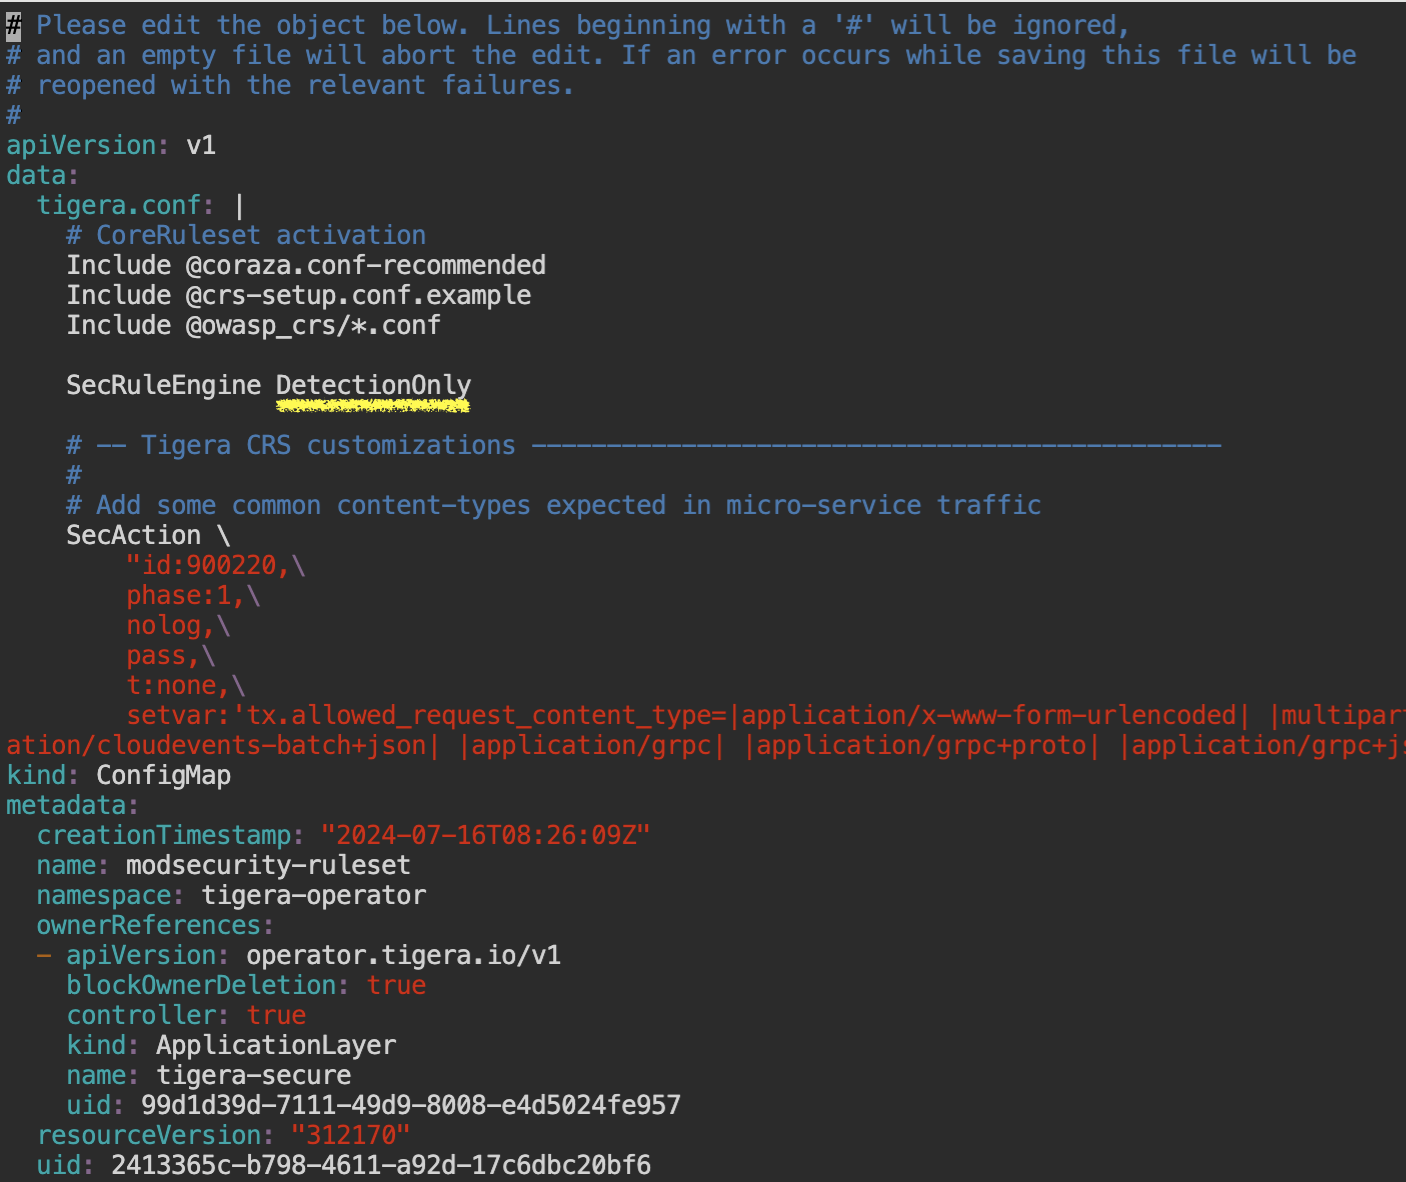 # Please edit the object below. Lines beginning with a '#' will be ignored,
# and an empty file will abort the edit. If an error occurs while saving this file will be
# reopened with the relevant failures.
#
apiVersion: v1
data:
  tigera.conf: |
    # CoreRuleset activation
    Include @coraza.conf-recommended
    Include @crs-setup.conf.example
    Include @owasp_crs/*.conf

    SecRuleEngine DetectionOnly

    # -- Tigera CRS customizations ----------------------------------------------
    #
    # Add some common content-types expected in micro-service traffic
    SecAction \
        "id:900220,\
        phase:1,\
        nolog,\
        pass,\
        t:none,\
        setvar:'tx.allowed_request_content_type=|application/x-www-form-urlencoded| |multipar
ation/cloudevents-batch+json| |application/grpc| |application/grpc+proto| |application/grpc+js
kind: ConfigMap
metadata:
  creationTimestamp: "2024-07-16T08:26:09Z"
  name: modsecurity-ruleset
  namespace: tigera-operator
  ownerReferences:
  - apiVersion: operator.tigera.io/v1
    blockOwnerDeletion: true
    controller: true
    kind: ApplicationLayer
    name: tigera-secure
    uid: 99d1d39d-7111-49d9-8008-e4d5024fe957
  resourceVersion: "312170"
  uid: 2413365c-b798-4611-a92d-17c6dbc20bf6